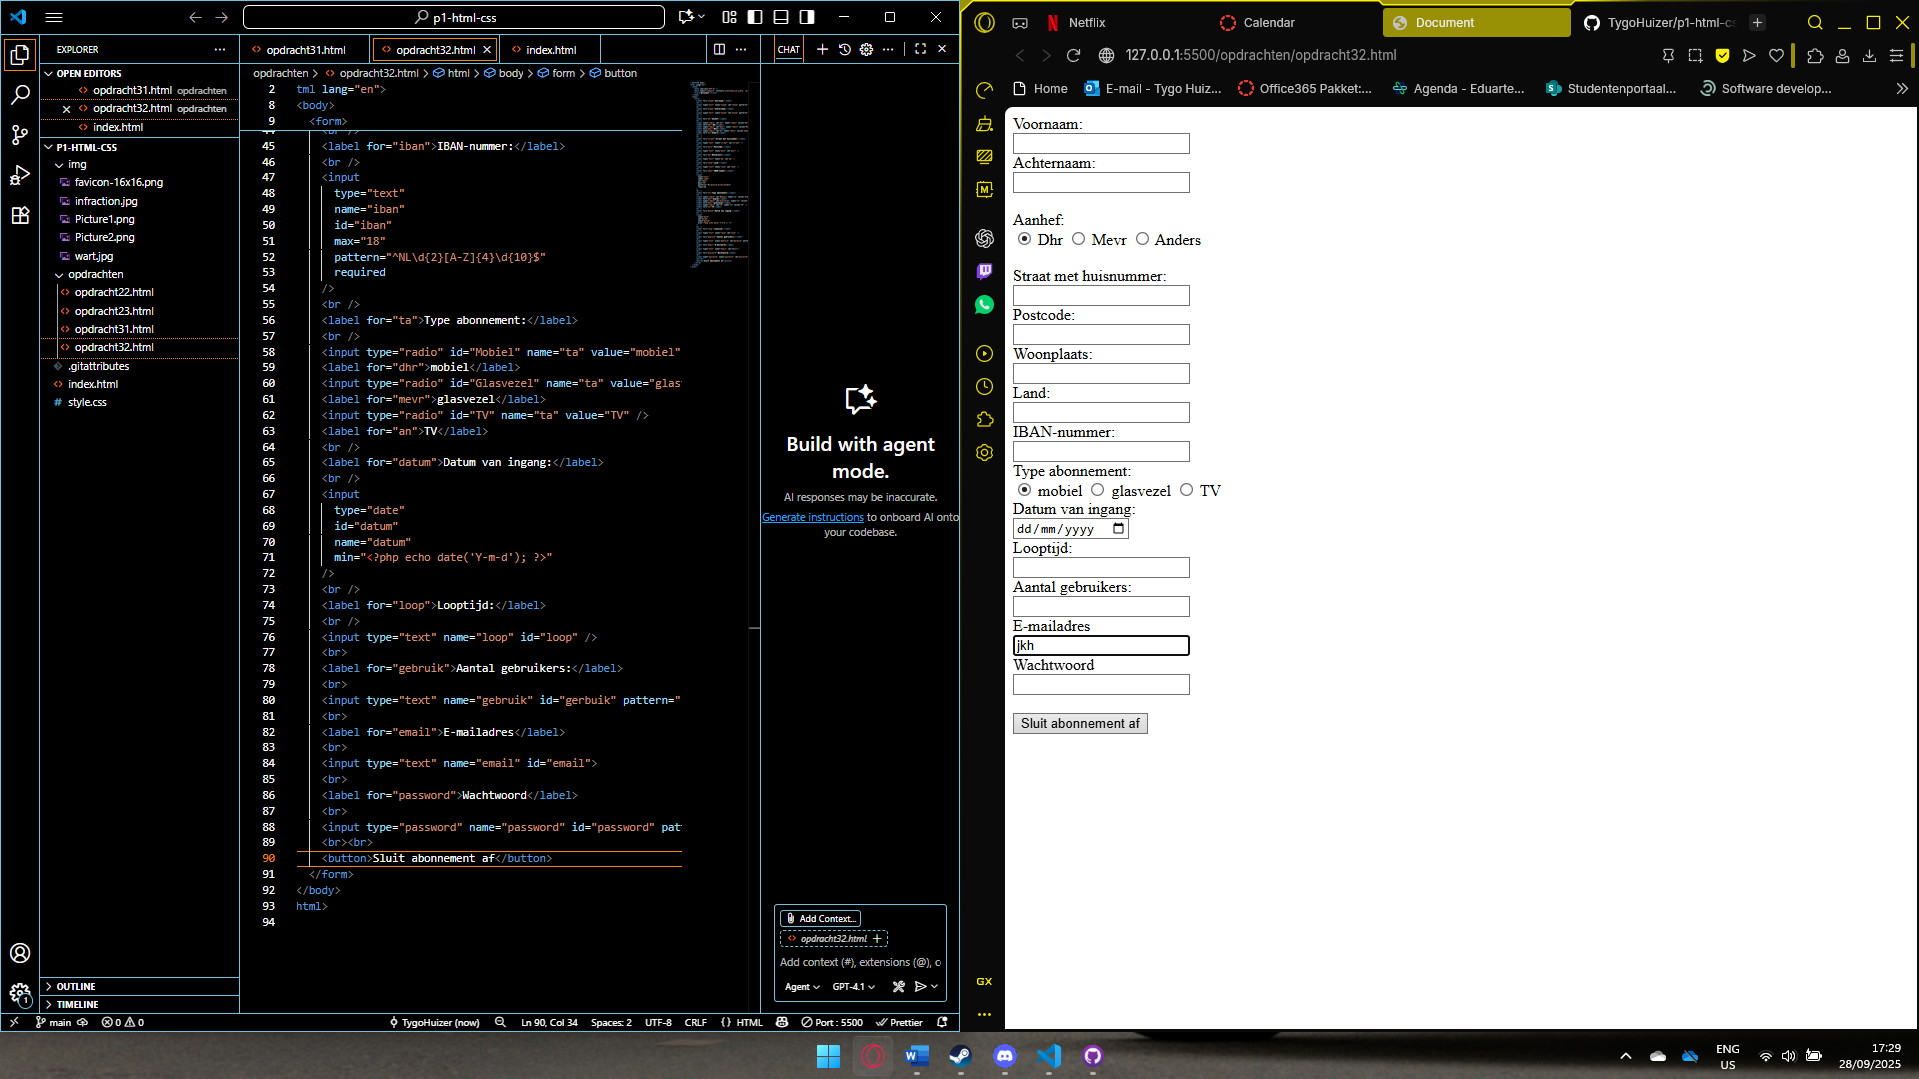 p1-html-css
EXPLORER
OPEN EDITORS
opdracht31.html opdrachten
opdracht32.html opdrachten
index.html
P1-HTML-CSS
img
favicon-16x16.png
infraction.jpg
Picture1.png
Picture2.png
wart.jpg
opdrachten
opdracht22.html
opdracht23.html
opdracht31.html
opdracht32.html
.gitattributes
index.html
style.css
OUTLINE
TIMELINE
opdracht31.html opdracht32.html index.html
opdrachten > opdracht32.html > html > body > form > button
2 tml lang="en">
8 <body>
9 <form>
45 <label for="iban">IBAN-nummer:</label>
46 <br />
47 <input
48 type="text"
49 name="iban"
50 id="iban"
51 max="18"
52 pattern="^NL\d{2}[A-Z]{4}\d{10}$"
53 required
54 />
55 <br />
56 <label for="ta">Type abonnement:</label>
57 <br />
58 <input type="radio" id="Mobiel" name="ta" value="mobiel"
59 <label for="dhr">mobiel</label>
60 <input type="radio" id="Glasvezel" name="ta" value="glas
61 <label for="mevr">glasvezel</label>
62 <input type="radio" id="TV" name="ta" value="TV" />
63 <label for="an">TV</label>
64 <br />
65 <label for="datum">Datum van ingang:</label>
66 <br />
67 <input
68 type="date"
69 id="datum"
70 name="datum"
71 min="<?php echo date('Y-m-d'); ?>"
72 />
73 <br />
74 <label for="loop">Looptijd:</label>
75 <br />
76 <input type="text" name="loop" id="loop" />
77 <br>
78 <label for="gebruik">Aantal gebruikers:</label>
79 <br>
80 <input type="text" name="gebruik" id="gerbuik" pattern="
81 <br>
82 <label for="email">E-mailadres</label>
83 <br>
84 <input type="text" name="email" id="email">
85 <br>
86 <label for="password">Wachtwoord</label>
87 <br>
88 <input type="password" name="password" id="password" pat
89 <br><br>
90 <button>Sluit abonnement af</button>
91 </form>
92 </body>
93 html>
94
CHAT
Build with agent
mode.
AI responses may be inaccurate.
Generate instructions to onboard AI onto
your codebase.
Add Context...
opdracht32.html
Add context (#), extensions (@), c
Agent GPT-4.1
main 0 0 TygoHuizer (now) Ln 90, Col 34 Spaces: 2 UTF-8 CRLF {} HTML Port : 5500 Prettier
1
Netflix Calendar Document TygoHuizer/p1-html-cs
127.0.0.1:5500/opdrachten/opdracht32.html
Home E-mail - Tygo Huiz... Office365 Pakket:... Agenda - Eduarte... Studentenportaal... Software develop...
Voornaam:
Achternaam:
Aanhef:
Dhr Mevr Anders
Straat met huisnummer:
Postcode:
Woonplaats:
Land:
IBAN-nummer:
Type abonnement:
mobiel glasvezel TV
Datum van ingang:
dd/mm/yyyy
Looptijd:
Aantal gebruikers:
E-mailadres
jkh
Wachtwoord
Sluit abonnement af
GX
ENG
US
17:29
28/09/2025